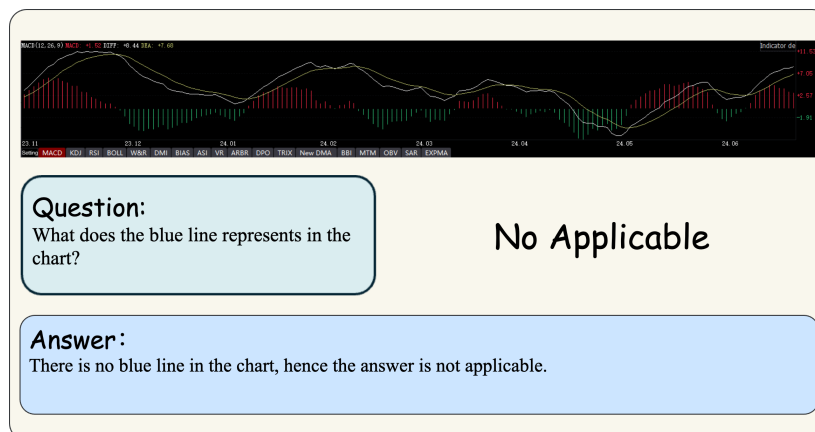 MACD(12,26,9) MACD: +1.52 DIFF: +8.44 DEA: +7.68
Indicator de
+11.53
+7.05
+2.57
-1.91
23.11 23.12 24.01 24.02 24.03 24.04 24.05 24.06
Setting MACD KDJ RSI BOLL W&R DMI BIAS ASI VR ARBR DPO TRIX New DMA BBI MTM OBV SAR EXPMA
Question:
What does the blue line represents in the
chart?
No Applicable
Answer:
There is no blue line in the chart, hence the answer is not applicable.